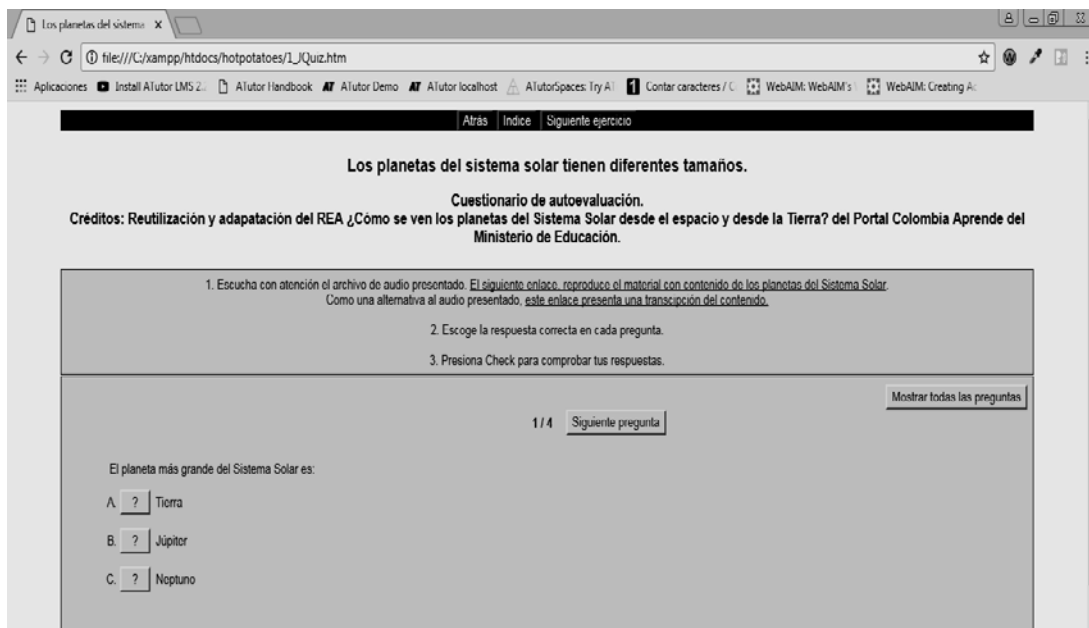 Los planetas del sistema
file:///C:/xampp/htdocs/hotpotatoes/1_JQuiz.htm
Aplicaciones Install ATutor LMS 2. ATutor Handbook ATutor Demo ATutor localhost ATutorSpaces: Try AT Contar caracteres / C WebAIM: WebAIM's WebAIM: Creating Ac
Atrás Indice Siguiente ejercicio
Los planetas del sistema solar tienen diferentes tamaños.
Cuestionario de autoevaluación.
Créditos: Reutilización y adapatación del REA ¿Cómo se ven los planetas del Sistema Solar desde el espacio y desde la Tierra? del Portal Colombia Aprende del
Ministerio de Educación.
1. Escucha con atención el archivo de audio presentado. El siguiente enlace, reproduce el material con contenido de los planetas del Sistema Solar.
Como una alternativa al audio presentado, este enlace presenta una transcipción del contenido.
2. Escoge la respuesta correcta en cada pregunta.
3. Presiona Check para comprobar tus respuestas.
Mostrar todas las preguntas
1 / 4 Siguiente pregunta
El planeta más grande del Sistema Solar es:
A. ? Tierra
B. ? Júpiter
C. ? Neptuno